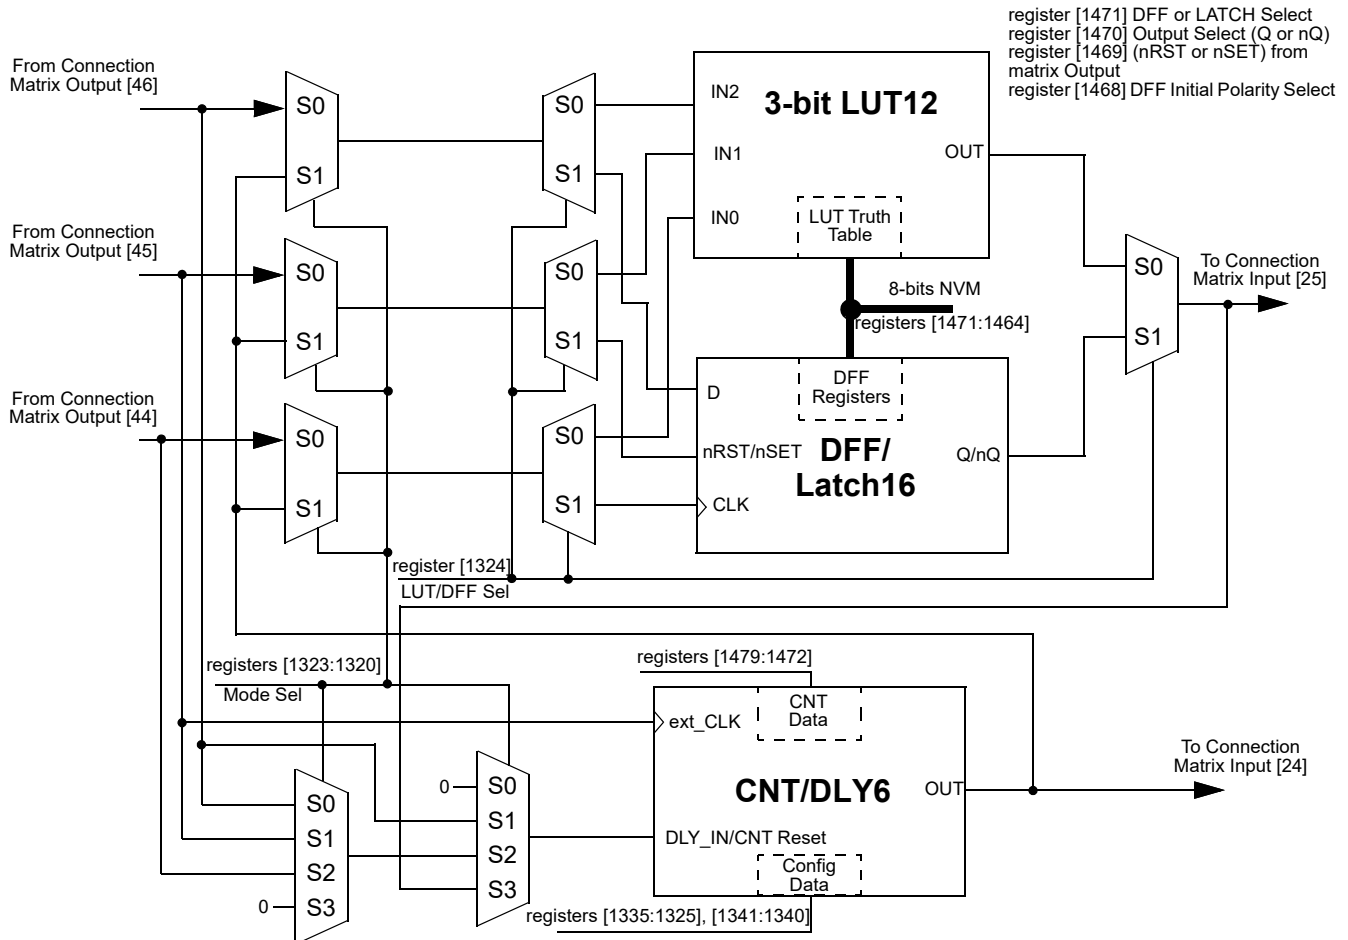 register [1471] DFF or LATCH Select
register [1470] Output Select (Q or nQ)
register [1469] (nRST or nSET) from
matrix Output
register [1468] DFF Initial Polarity Select
From Connection
Matrix Output [46]
S0
S1
S0
S1
IN2
IN1
IN0
3-bit LUT12
OUT
LUT Truth
Table
From Connection
Matrix Output [45]
S0
S1
S0
S1
8-bits NVM
registers [1471:1464]
S0
S1
To Connection
Matrix Input [25]
From Connection
Matrix Output [44]
S0
S1
S0
S1
D
nRST/nSET
CLK
DFF
Registers
DFF/
Latch16
Q/nQ
register [1324]
LUT/DFF Sel
registers [1323:1320]
Mode Sel
registers [1479:1472]
CNT
Data
ext_CLK
CNT/DLY6
OUT
To Connection
Matrix Input [24]
DLY_IN/CNT Reset
Config
Data
0
S0
S1
S2
S3
S0
S1
S2
S3
0
registers [1335:1325], [1341:1340]